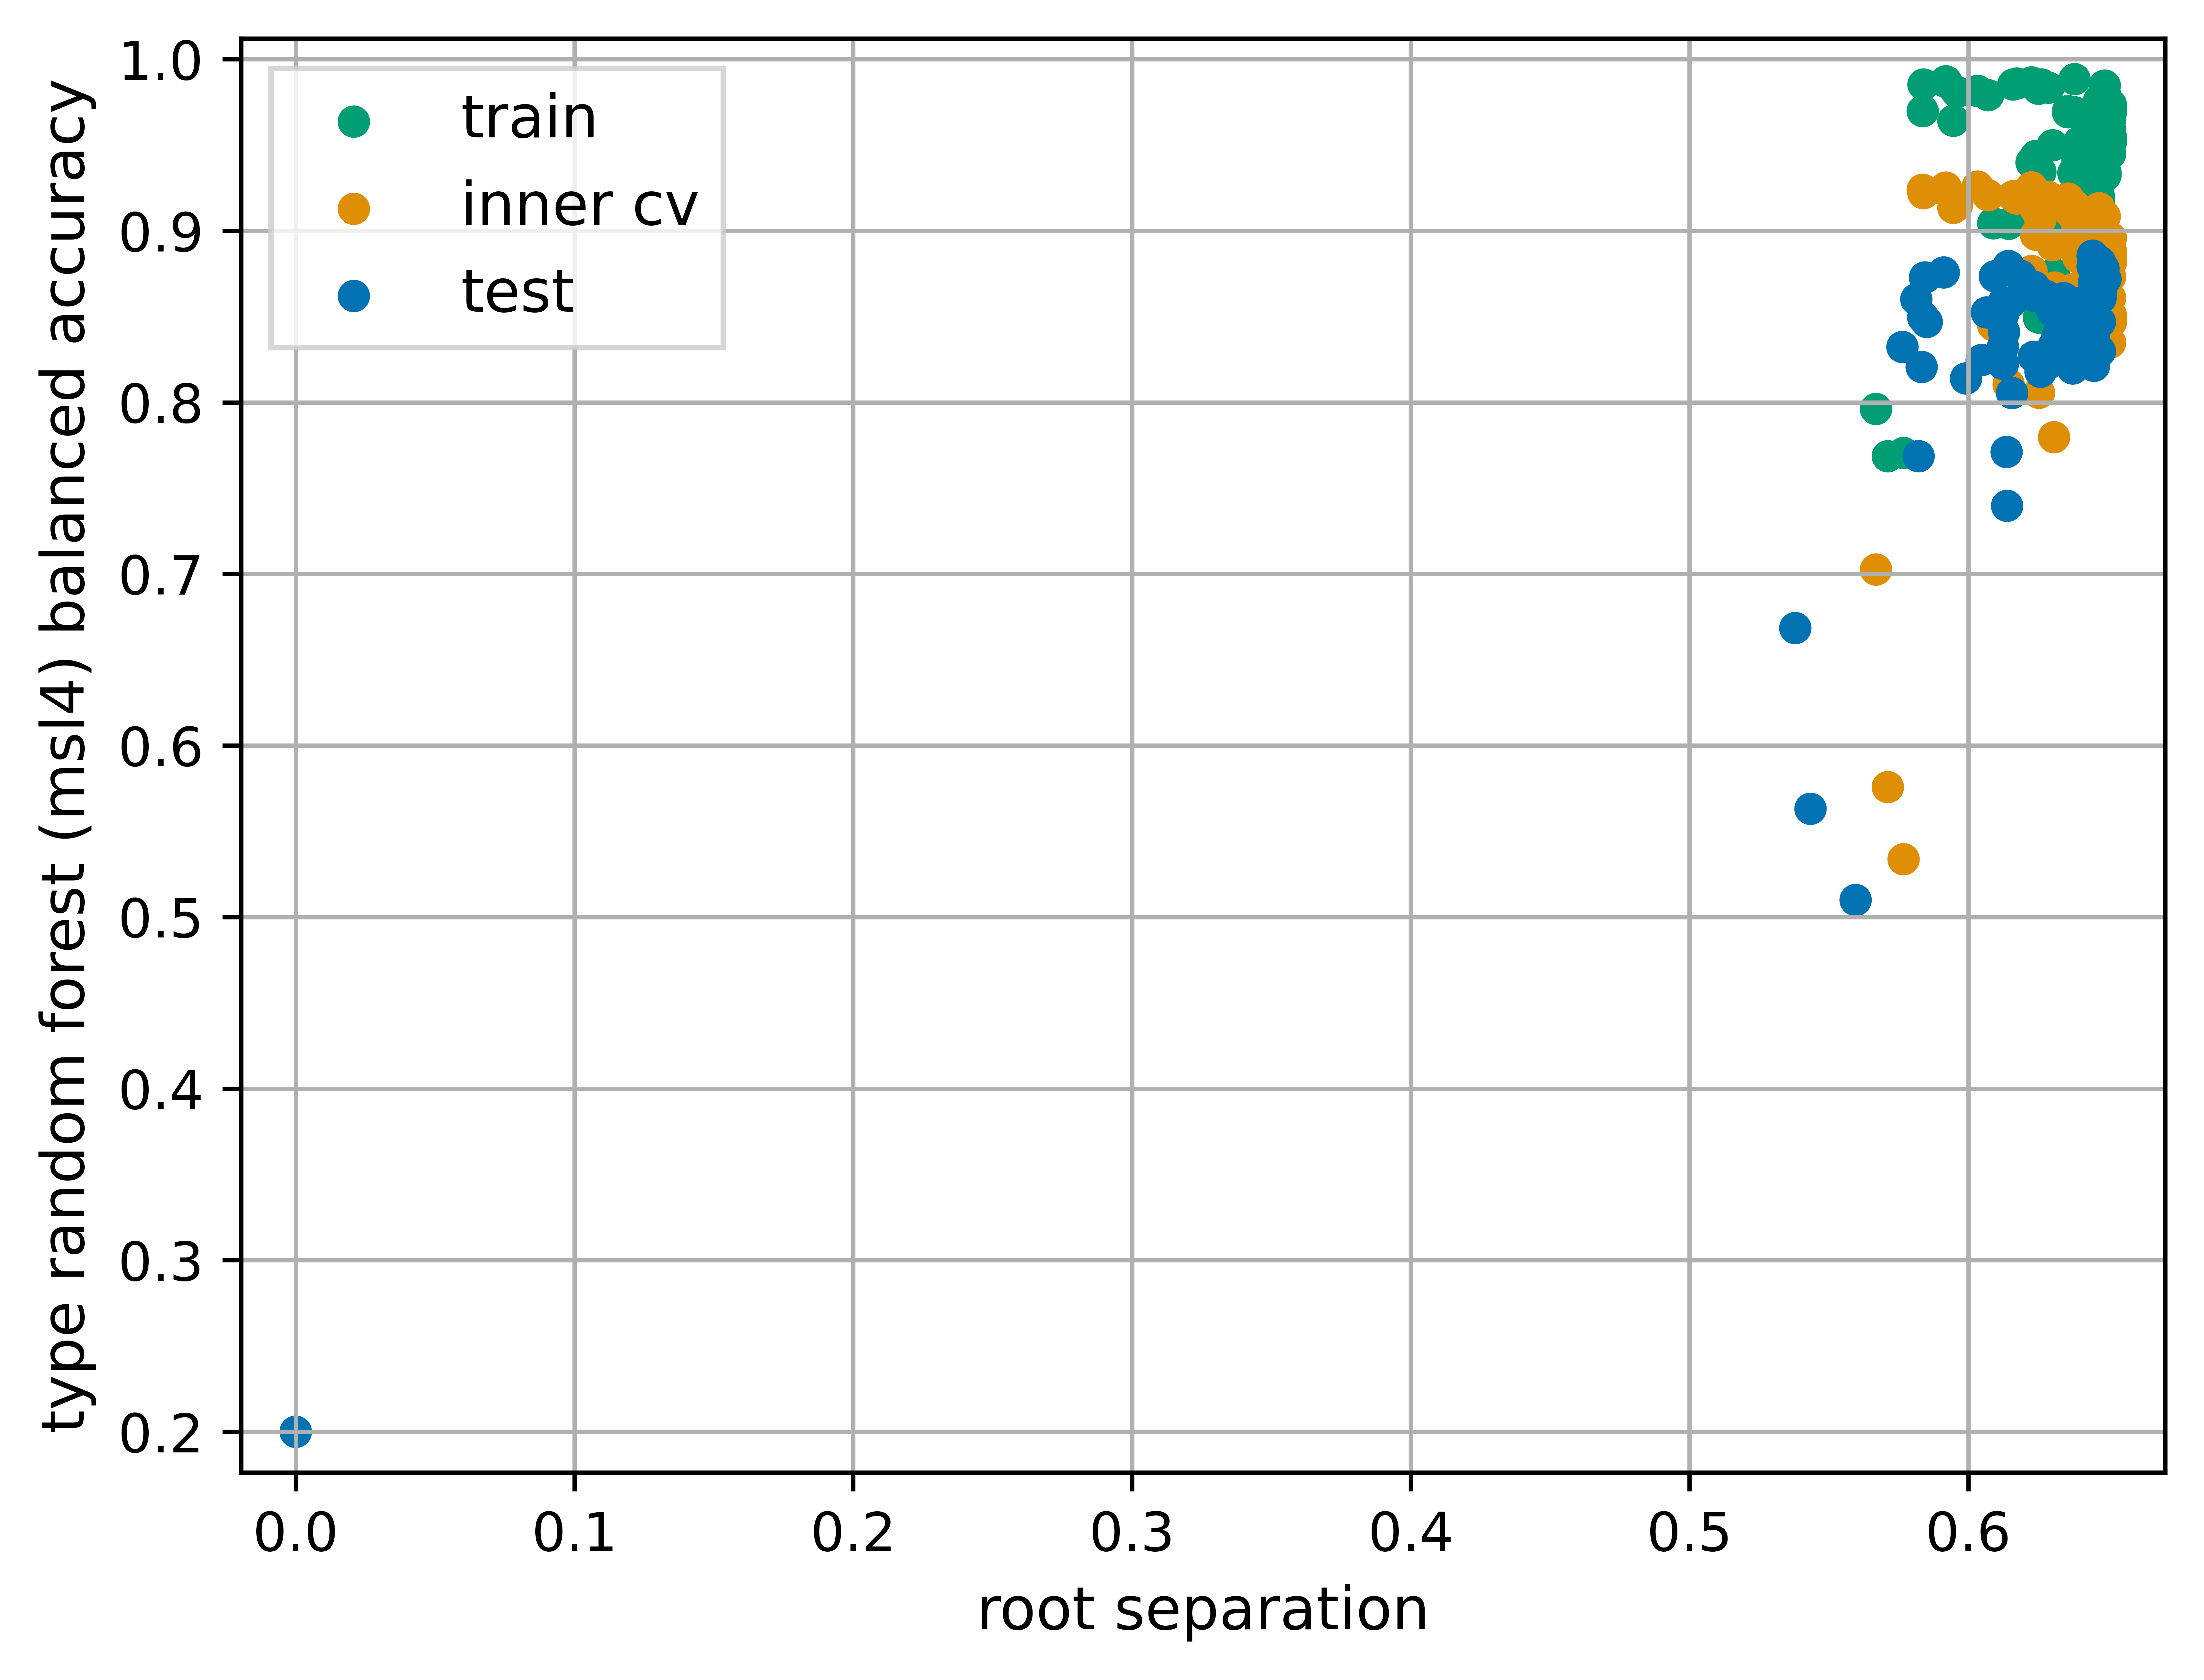 train
inner cv
test
type random forest (msl4) balanced accuracy
1.0
0.9
0.8
0.7
0.6
0.5
0.4
0.3
0.2
0.0 0.1 0.2 0.3 0.4 0.5 0.6
root separation